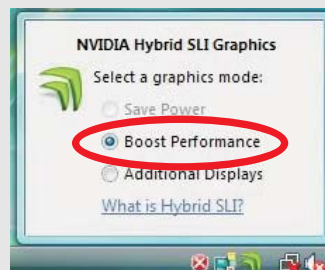 NVIDIA Hybrid SLI Graphics
Select a graphics mode:
Save Power
Boost Performance
Additional Displays
What is Hybrid SLI?